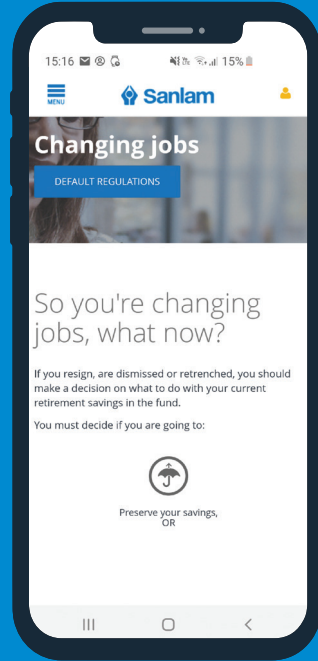 15:16 15%
MENU
Sanlam
Changing jobs
DEFAULT REGULATIONS
So you're changing
jobs, what now?
If you resign, are dismissed or retrenched, you should
make a decision on what to do with your current
retirement savings in the fund.
You must decide if you are going to:
Preserve your savings,
OR